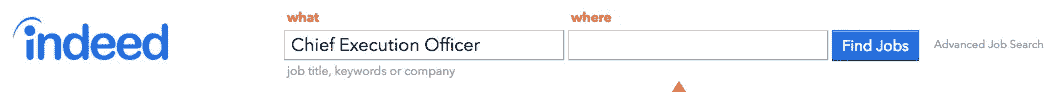 what where
indeed Chief Execution Officer Find Jobs Advanced Job Search
job title, keywords or company